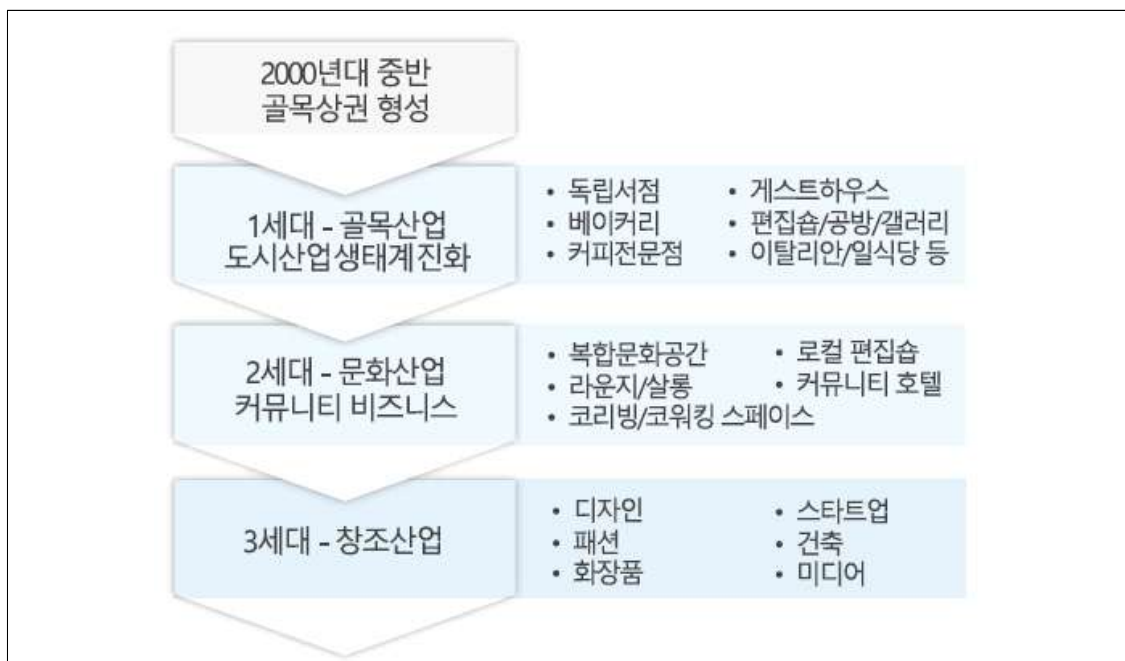 2000년대 중반
골목상권 형성
1세대 - 골목산업
도시산업생태계진화
• 독립서점
• 베이커리
• 커피전문점
• 게스트하우스
• 편집숍/공방/갤러리
• 이탈리안/일식당 등
2세대 - 문화산업
커뮤니티 비즈니스
• 복합문화공간
• 라운지/살롱
• 코리빙/코워킹 스페이스
• 로컬 편집숍
• 커뮤니티 호텔
3세대 - 창조산업
• 디자인
• 패션
• 화장품
• 스타트업
• 건축
• 미디어